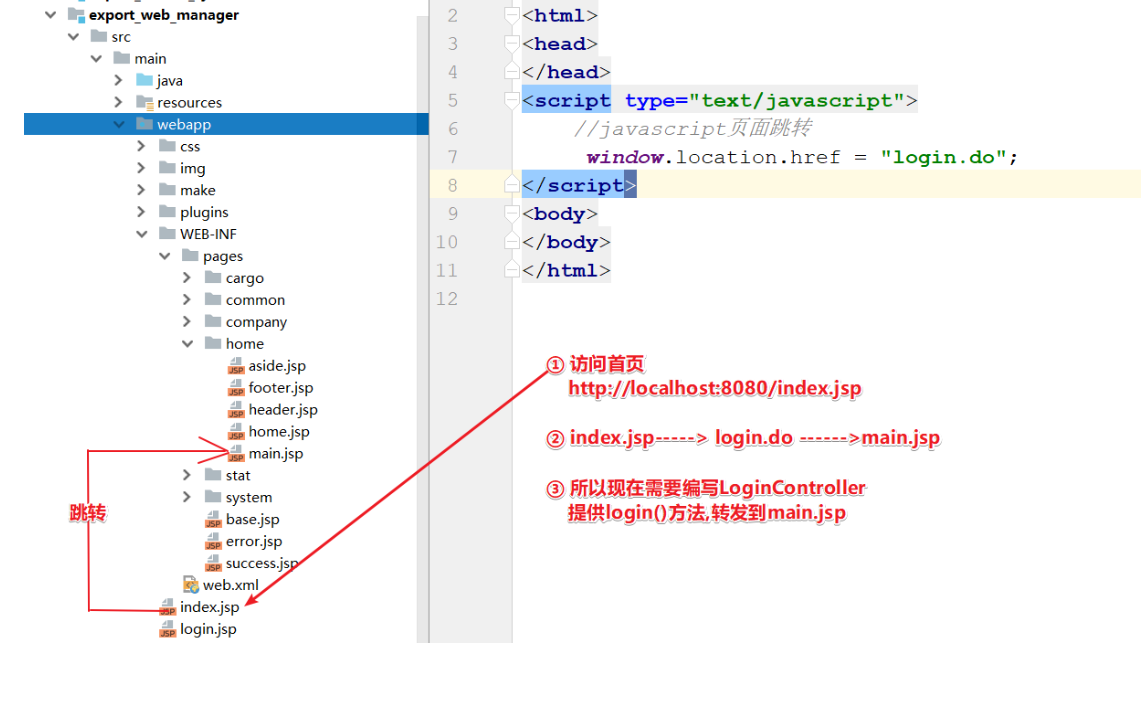 export_web_manager
src
main
java
resources
webapp
css
img
make
plugins
WEB-INF
pages
cargo
common
company
home
aside.jsp
footer.jsp
header.jsp
home.jsp
main.jsp
stat
system
base.jsp
error.jsp
success.jsp
web.xml
index.jsp
login.jsp
跳转
2 <html>
3 <head>
4 </head>
5 <script type="text/javascript">
6 //javascript页面跳转
7 window.location.href = "login.do";
8 </script>
9 <body>
10 </body>
11 </html>
12
① 访问首页
http://localhost:8080/index.jsp
② index.jsp-----> login.do ------>main.jsp
③ 所以现在需要编写LoginController
提供login()方法,转发到main.jsp